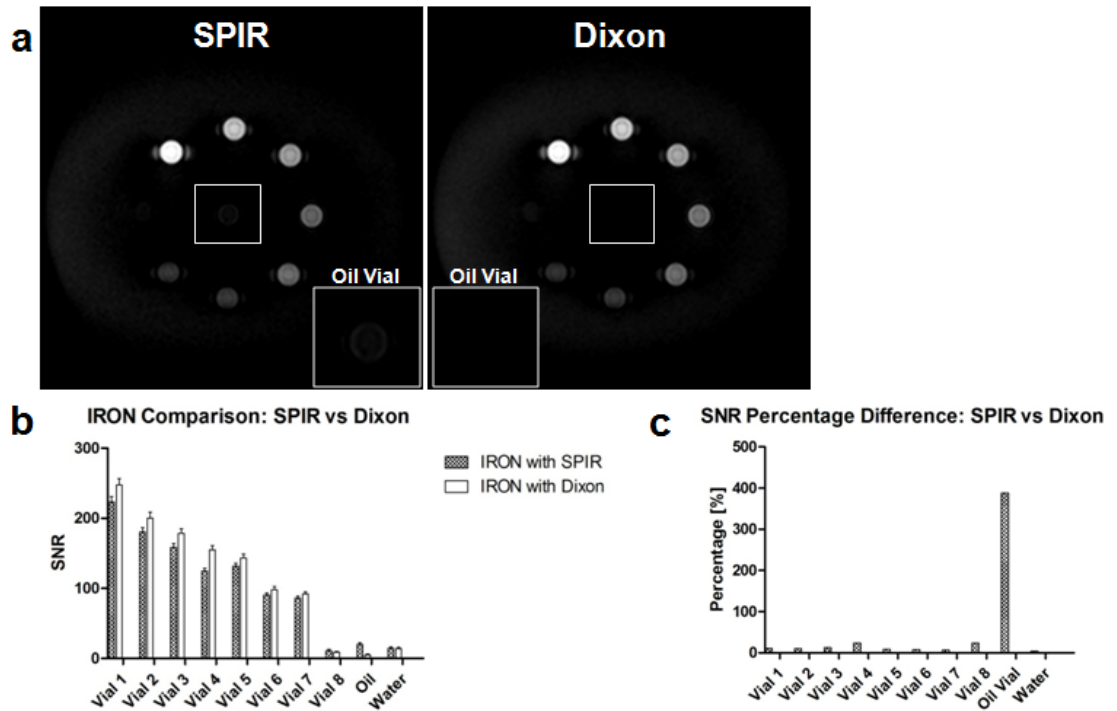 a
SPIR
Dixon
Oil Vial
Oil Vial
b
IRON Comparison: SPIR vs Dixon
300
200
100
0
SNR
Vial 1
Vial 2
Vial 3
Vial 4
Vial 5
Vial 6
Vial 7
Vial 8
Oil
Water
IRON with SPIR
IRON with Dixon
c
SNR Percentage Difference: SPIR vs Dixon
500
400
300
200
100
0
Percentage [%]
Vial 1
Vial 2
Vial 3
Vial 4
Vial 5
Vial 6
Vial 7
Vial 8
Oil Vial
Water